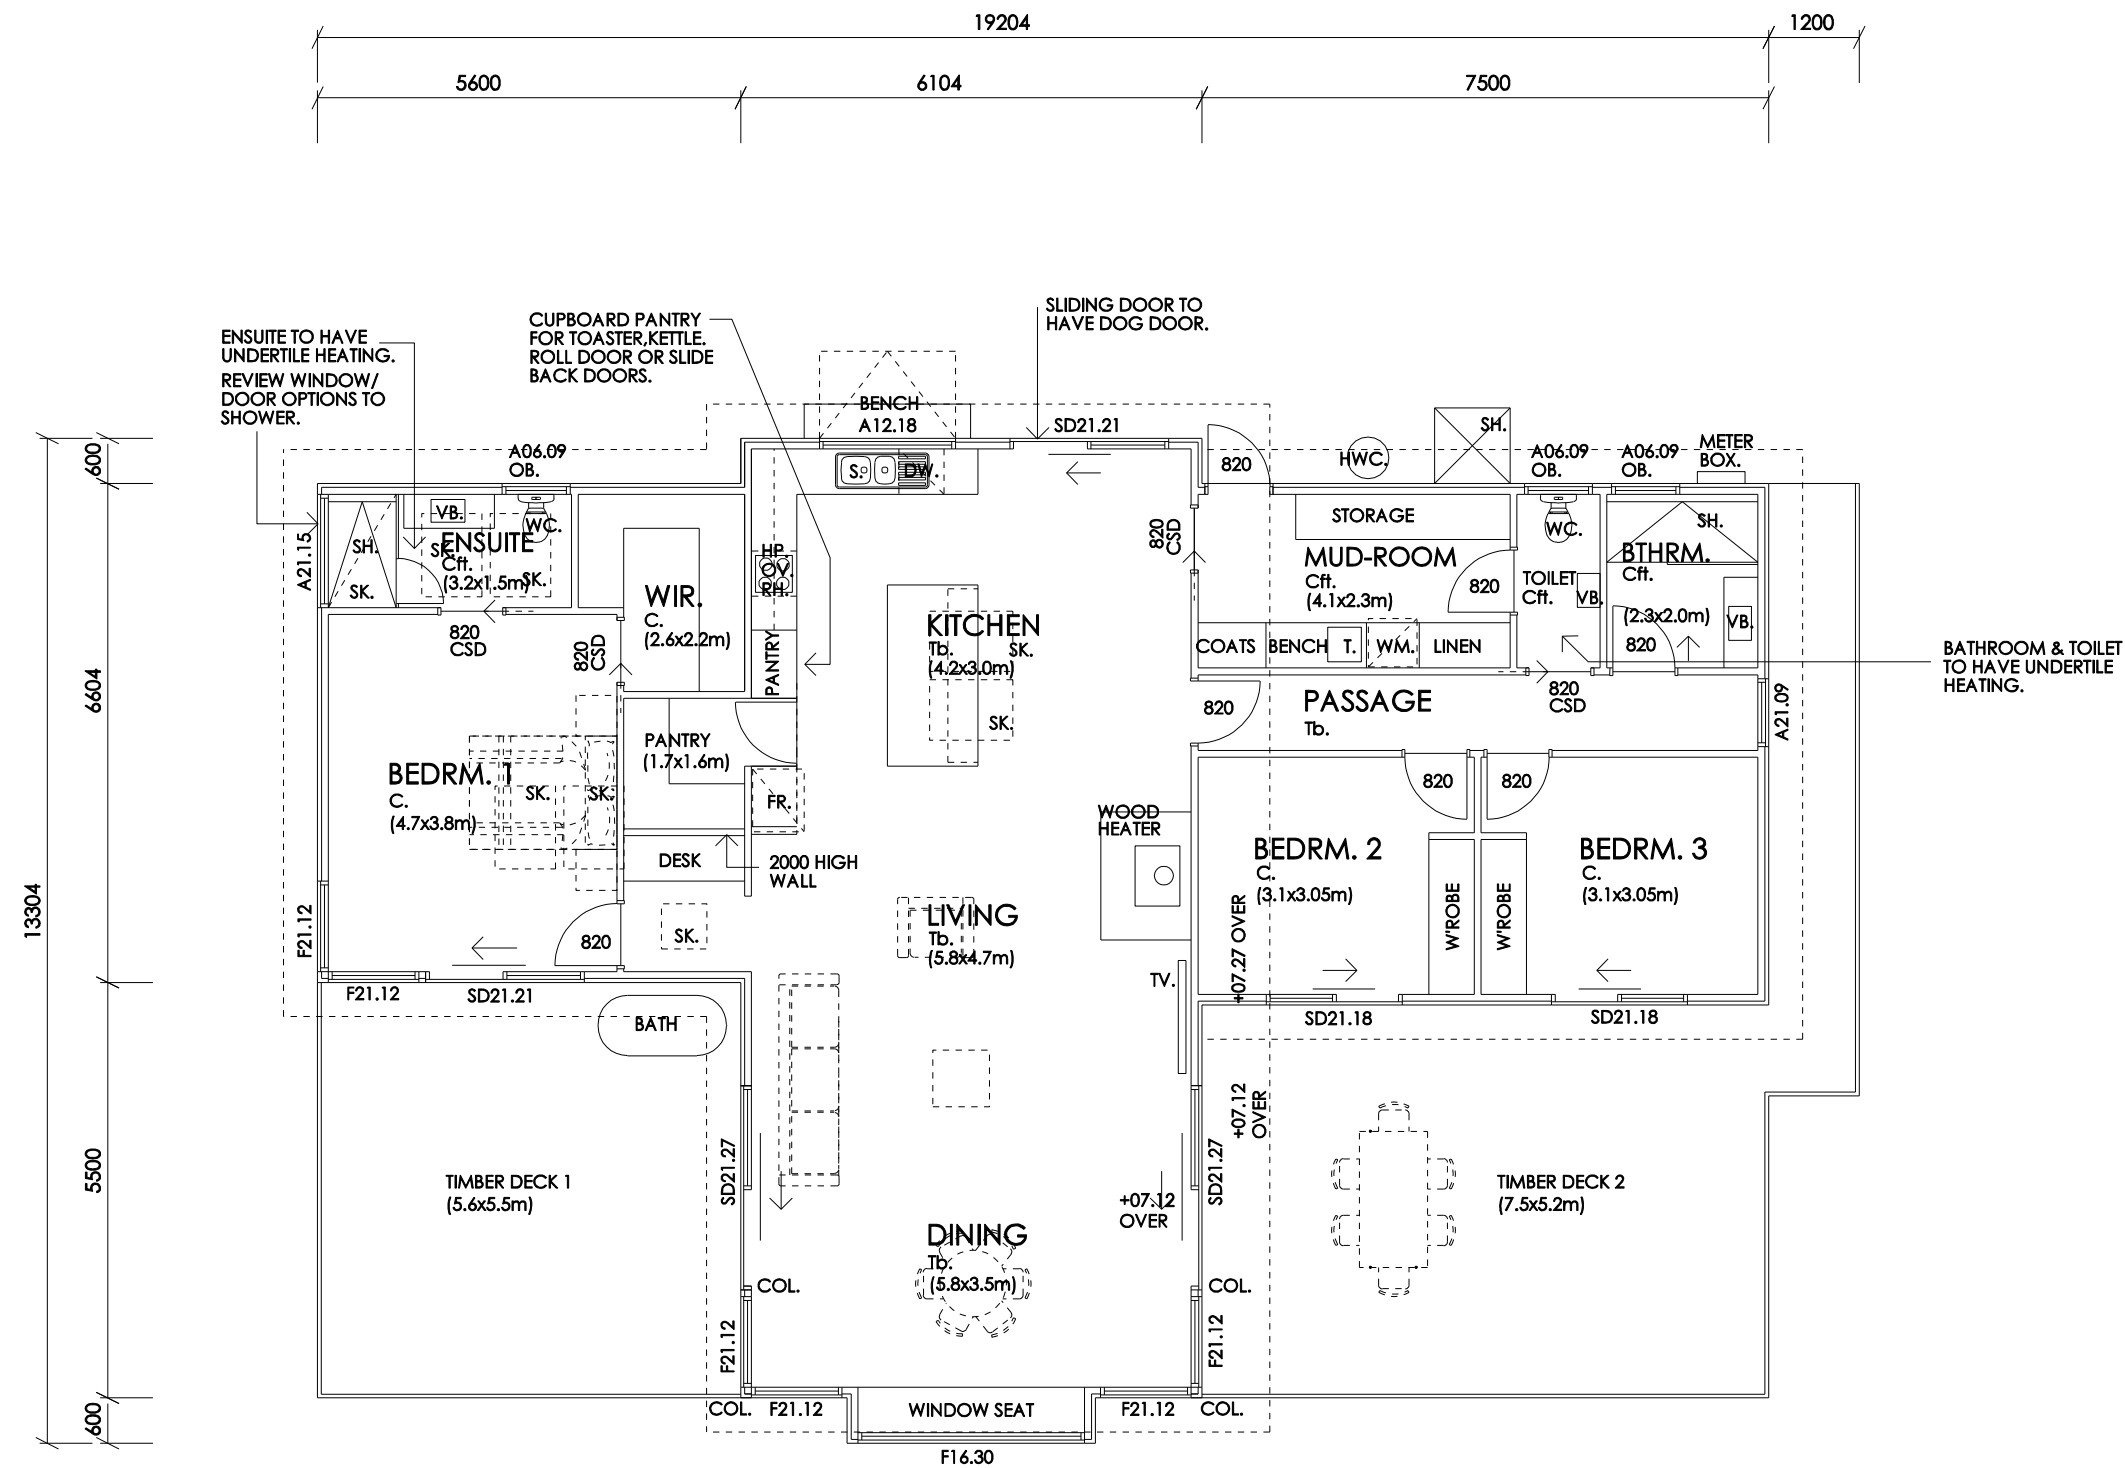 19204
1200
5600
6104
7500
SLIDING DOOR TO
HAVE DOG DOOR.
CUPBOARD PANTRY
FOR TOASTER,KETTLE.
ROLL DOOR OR SLIDE
BACK DOORS.
ENSUITE TO HAVE
UNDERTILE HEATING.
REVIEW WINDOW/
DOOR OPTIONS TO
SHOWER.
BENCH
A12.18
SD21.21
SH.
600
A06.09
OB.
820
HWC.
A06.09
OB.
A06.09
OB.
METER
BOX.
S.
DW.
VB.
WC.
STORAGE
WC.
SH.
SH.
SK.
ENSUITE
Cft.
(3.2x1.5m)
SK.
SK.
A21.15
HP.
OV.
RH.
820
CSD
MUD-ROOM
Cft.
(4.1x2.3m)
820
TOILET
Cft.
VB.
BTHRM.
Cft.
(2.3x2.0m)
VB.
820
WIR.
C.
(2.6x2.2m)
820
CSD
820
CSD
PANTRY
KITCHEN
Tb.
(4.2x3.0m)
SK.
SK.
COATS
BENCH
T.
WM.
LINEN
BATHROOM & TOILET
TO HAVE UNDERTILE
HEATING.
6604
820
PASSAGE
Tb.
820
CSD
A21.09
PANTRY
(1.7x1.6m)
BEDRM. 1
C.
(4.7x3.8m)
SK.
SK.
FR.
820
820
WOOD
HEATER
DESK
2000 HIGH
WALL
BEDRM. 2
C.
(3.1x3.05m)
W'ROBE
W'ROBE
BEDRM. 3
C.
(3.1x3.05m)
13304
F21.12
820
SK.
LIVING
Tb.
(5.8x4.7m)
TV.
+07.27 OVER
F21.12
SD21.21
BATH
SD21.18
SD21.18
+07.12
OVER
5500
SD21.27
SD21.27
TIMBER DECK 1
(5.6x5.5m)
+07.12
OVER
TIMBER DECK 2
(7.5x5.2m)
DINING
Tb.
(5.8x3.5m)
COL.
COL.
F21.12
F21.12
600
COL.
F21.12
WINDOW SEAT
F21.12
COL.
F16.30